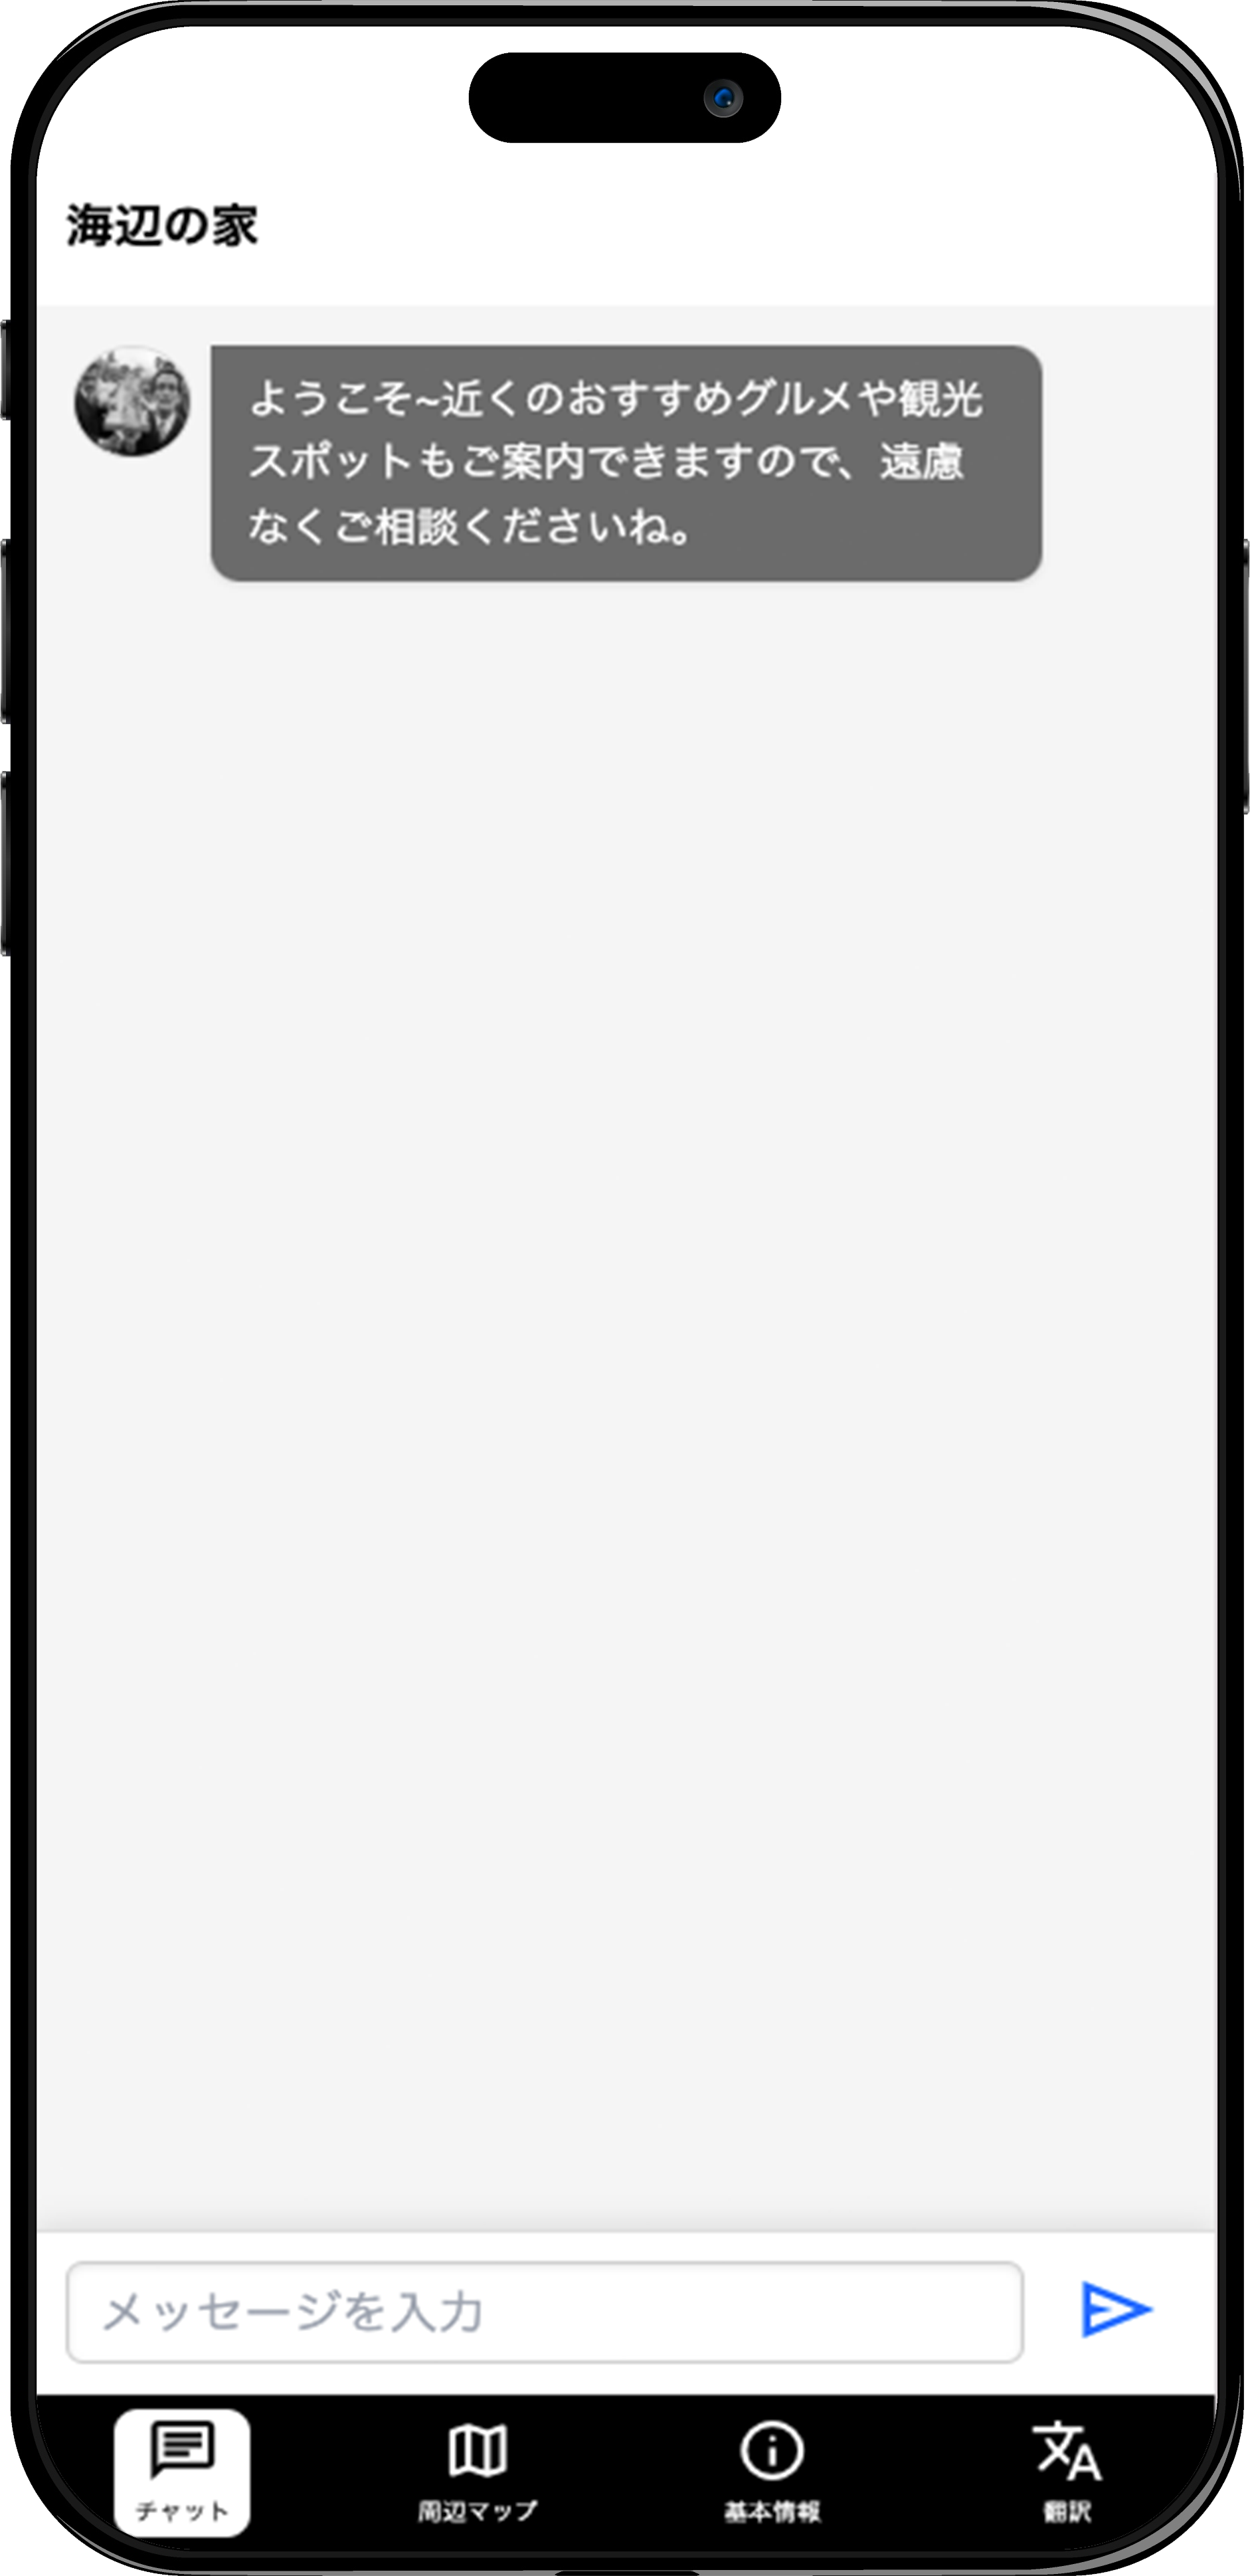 海辺の家
ようこそ~近くのおすすめグルメや観光
スポットもご案内できますので、遠慮
なくご相談くださいね。
メッセージを入力
チャット
周辺マップ
基本情報
翻訳